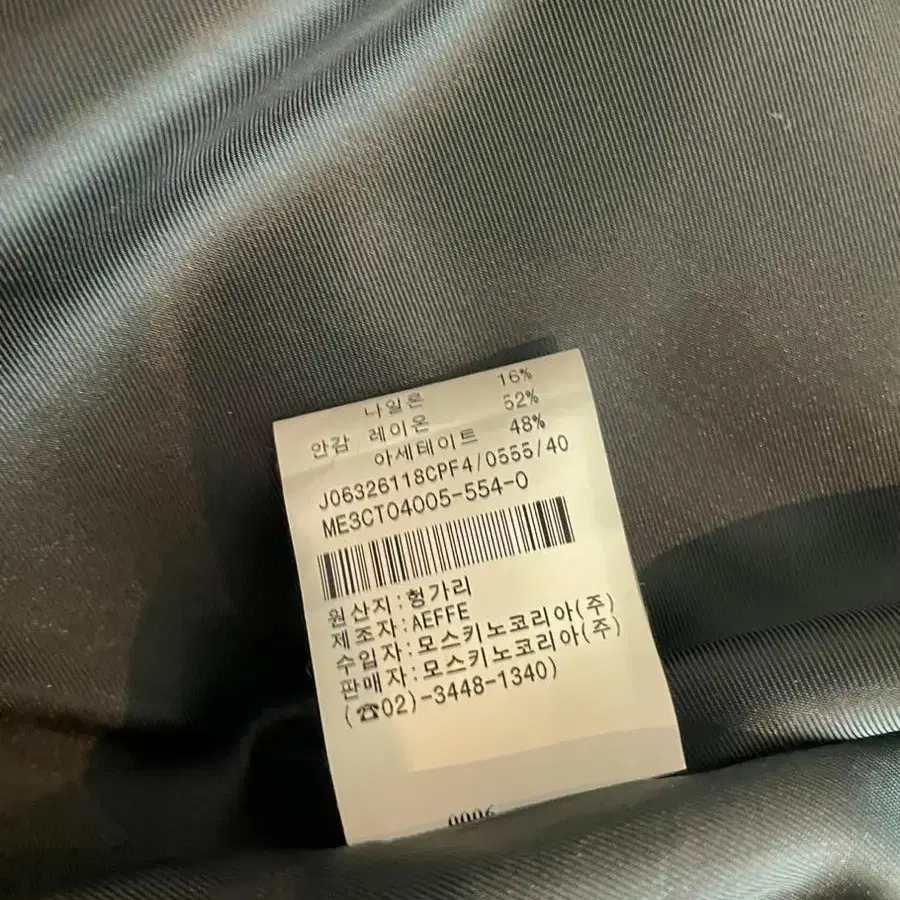 나일론 16%
안감 레이온 52%
아세테이트 48%
J06326118CPF4/0555/40
ME3CT04005-554-0
원산지:헝가리
제조자:AEFFE
수입자:모스키노코리아(주)
판매자:모스키노코리아(주)
(☎02)-3448-1340)
0006